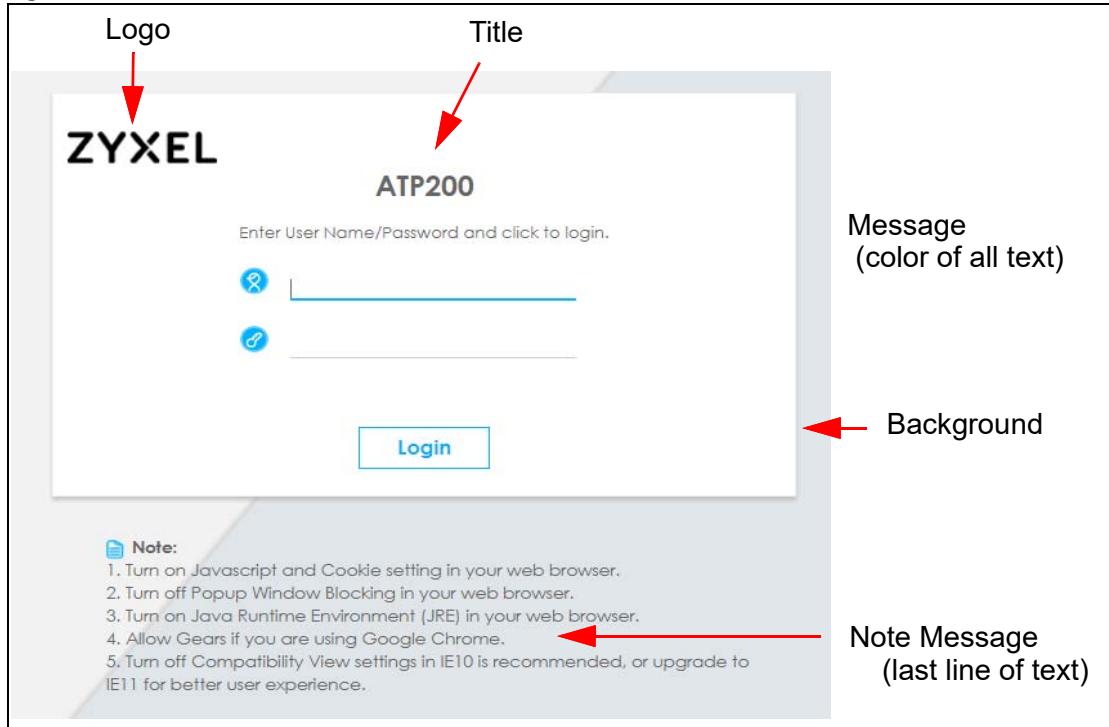 Logo
Title
ZYXEL
ATP200
Enter User Name/Password and click to login.
Message
(color of all text)
Background
Login
Note:
1. Turn on Javascript and Cookie setting in your web browser.
2. Turn off Popup Window Blocking in your web browser.
3. Turn on Java Runtime Environment (JRE) in your web browser.
4. Allow Gears if you are using Google Chrome.
5. Turn off Compatibility View settings in IE10 is recommended, or upgrade to
IE11 for better user experience.
Note Message
(last line of text)